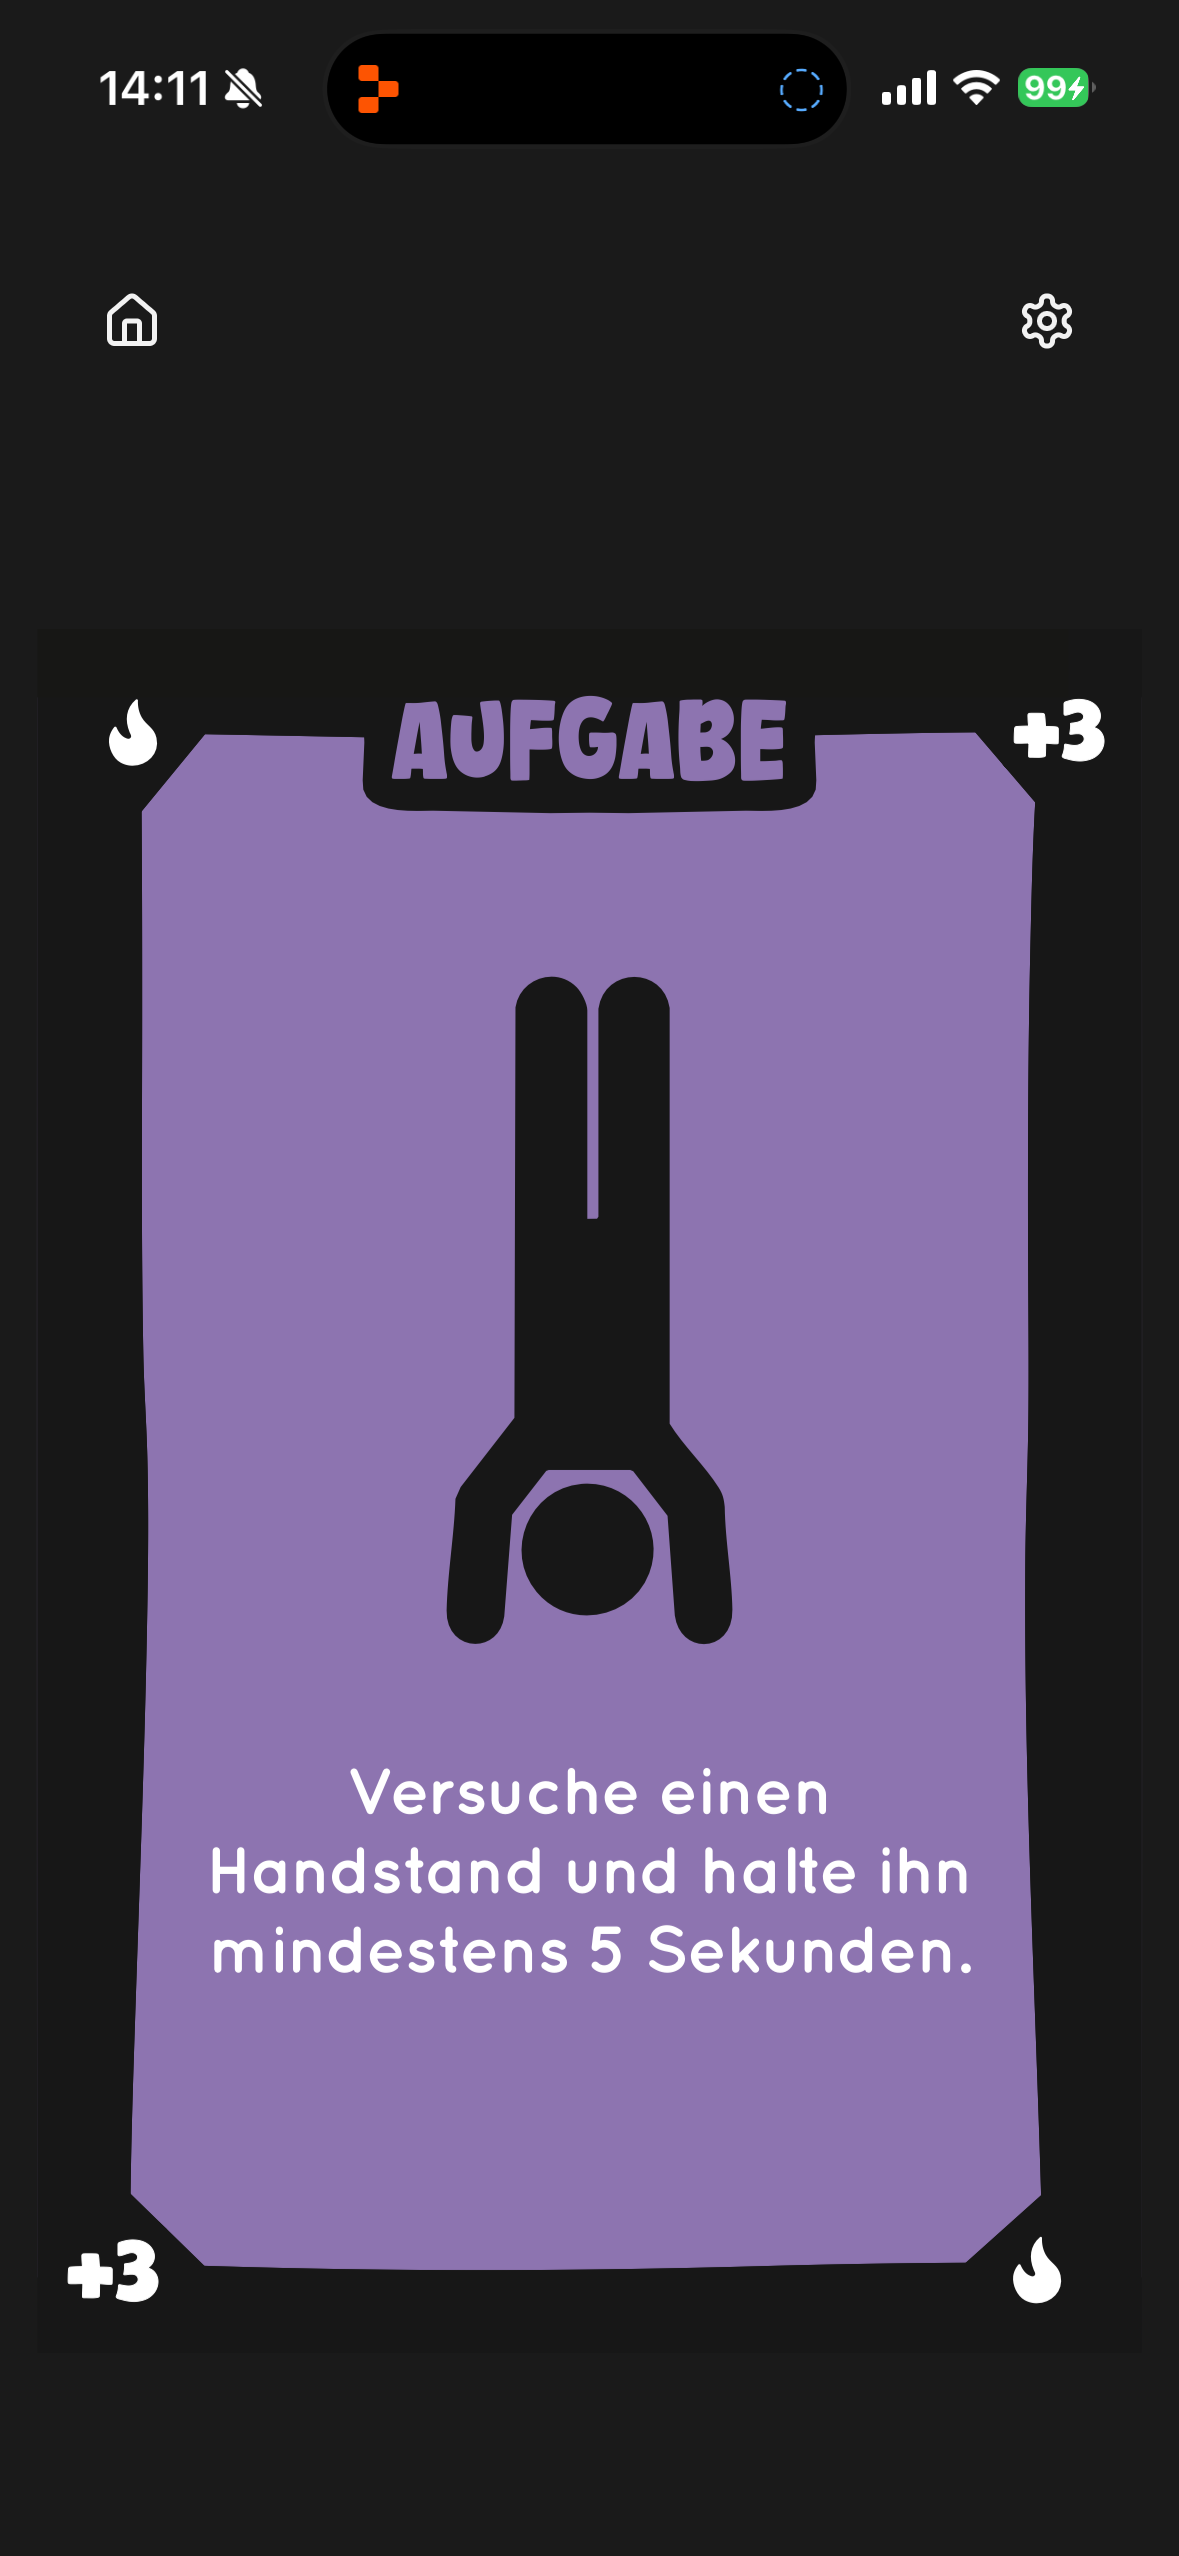 14:11
99
AUFGABE
+3
Versuche einen
Handstand und halte ihn
mindestens 5 Sekunden.
+3